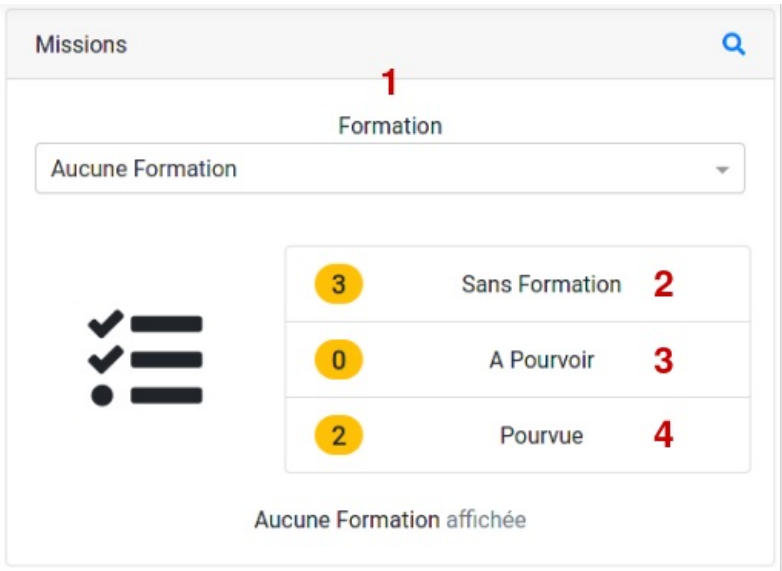 Missions
1
Formation
Aucune Formation
3 Sans Formation 2
0 A Pourvoir 3
2 Pourvue 4
Aucune Formation affichée